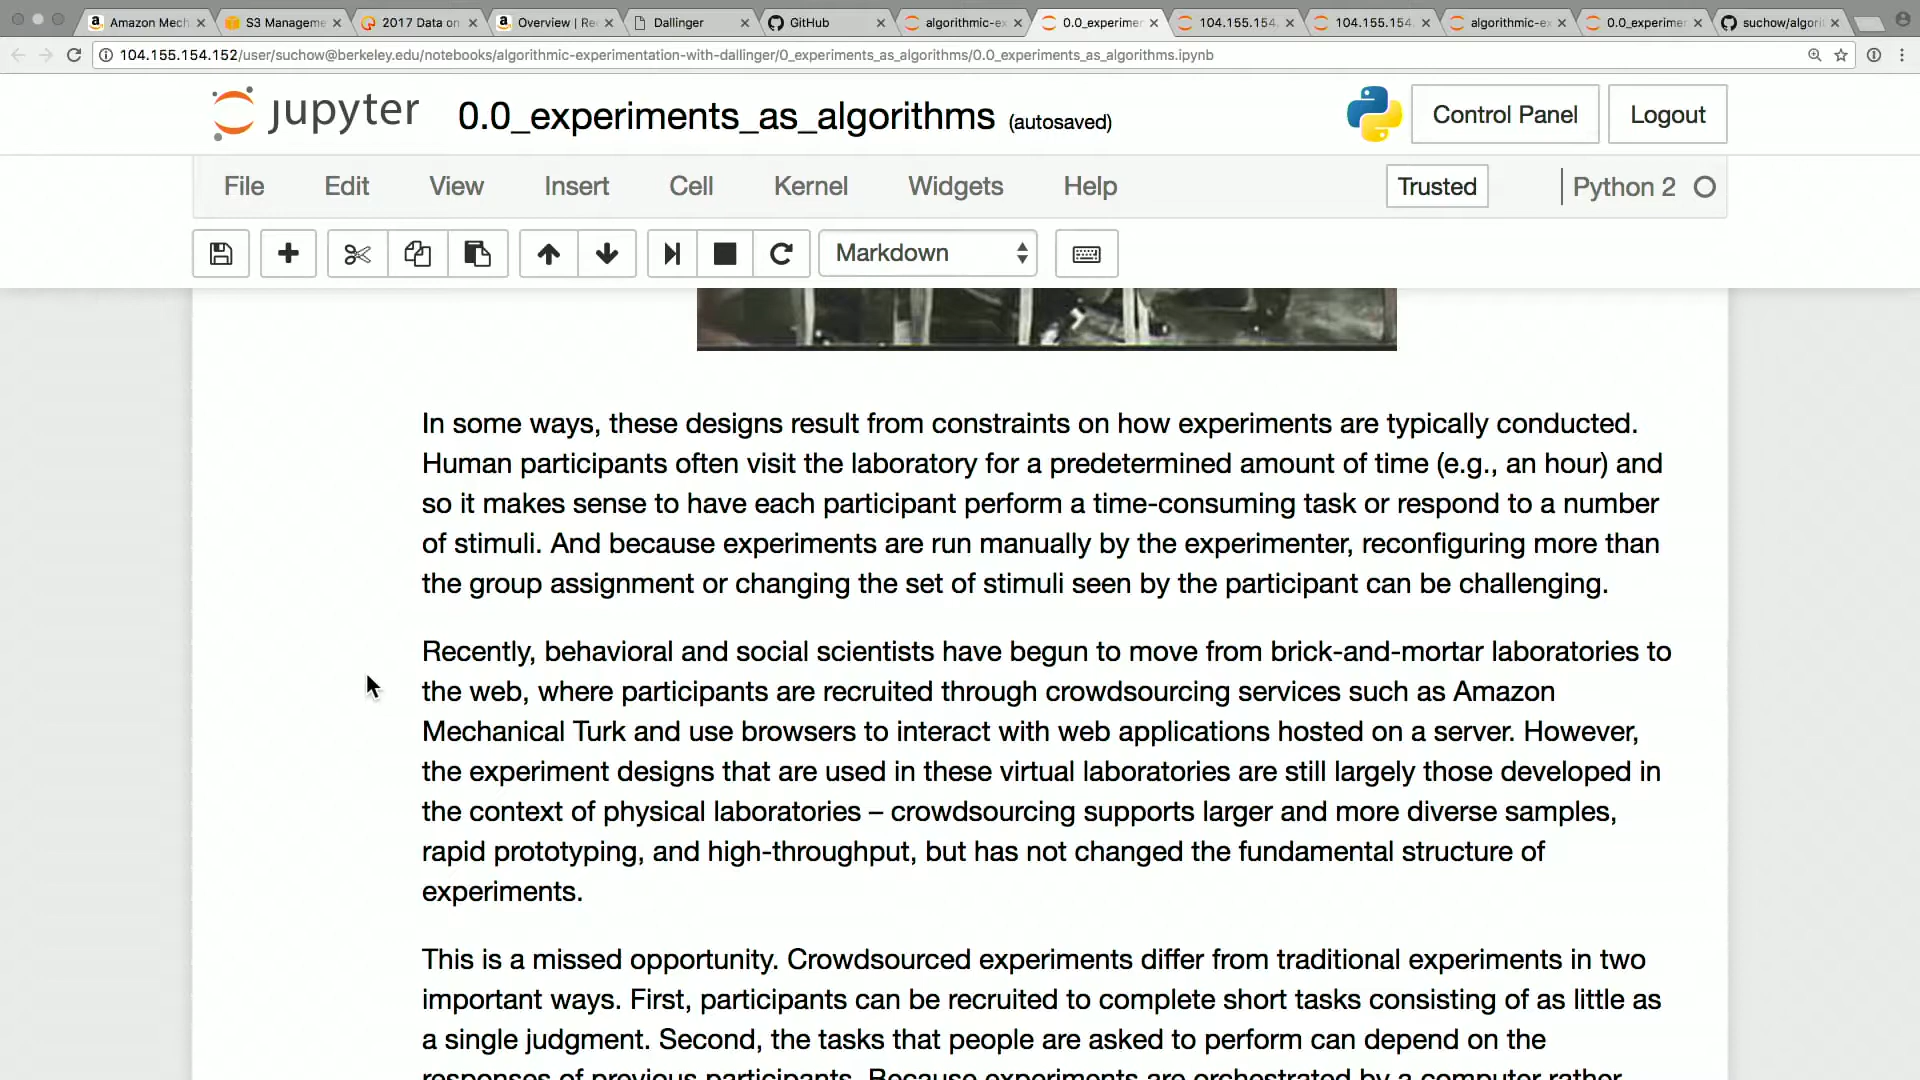 Amazon Mech
S3 Manageme
2017 Data on
Overview | Re
Dallinger
GitHub
algorithmic-ex
0.0_experimen
104.155.154.
104.155.154.
algorithmic-ex
0.0_experime
suchow/algori
104.155.154.152/user/suchow@berkeley.edu/notebooks/algorithmic-experimentation-with-dallinger/0_experiments_as_algorithms/0.0_experiments_as_algorithms.ipynb
jupyter 0.0_experiments_as_algorithms (autosaved) Control Panel Logout
File Edit View Insert Cell Kernel Widgets Help Trusted Python 2
Markdown
In some ways, these designs result from constraints on how experiments are typically conducted.
Human participants often visit the laboratory for a predetermined amount of time (e.g., an hour) and
so it makes sense to have each participant perform a time-consuming task or respond to a number
of stimuli. And because experiments are run manually by the experimenter, reconfiguring more than
the group assignment or changing the set of stimuli seen by the participant can be challenging.
Recently, behavioral and social scientists have begun to move from brick-and-mortar laboratories to
the web, where participants are recruited through crowdsourcing services such as Amazon
Mechanical Turk and use browsers to interact with web applications hosted on a server. However,
the experiment designs that are used in these virtual laboratories are still largely those developed in
the context of physical laboratories – crowdsourcing supports larger and more diverse samples,
rapid prototyping, and high-throughput, but has not changed the fundamental structure of
experiments.
This is a missed opportunity. Crowdsourced experiments differ from traditional experiments in two
important ways. First, participants can be recruited to complete short tasks consisting of as little as
a single judgment. Second, the tasks that people are asked to perform can depend on the
responses of previous participants. Because experiments are orchestrated by a computer rather